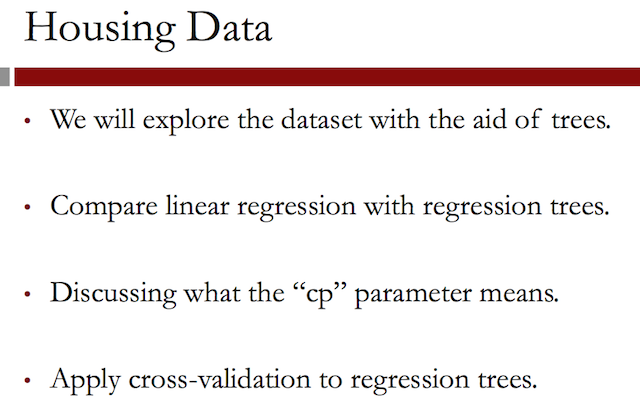 Housing Data
• We will explore the dataset with the aid of trees.
• Compare linear regression with regression trees.
• Discussing what the “cp” parameter means.
• Apply cross-validation to regression trees.